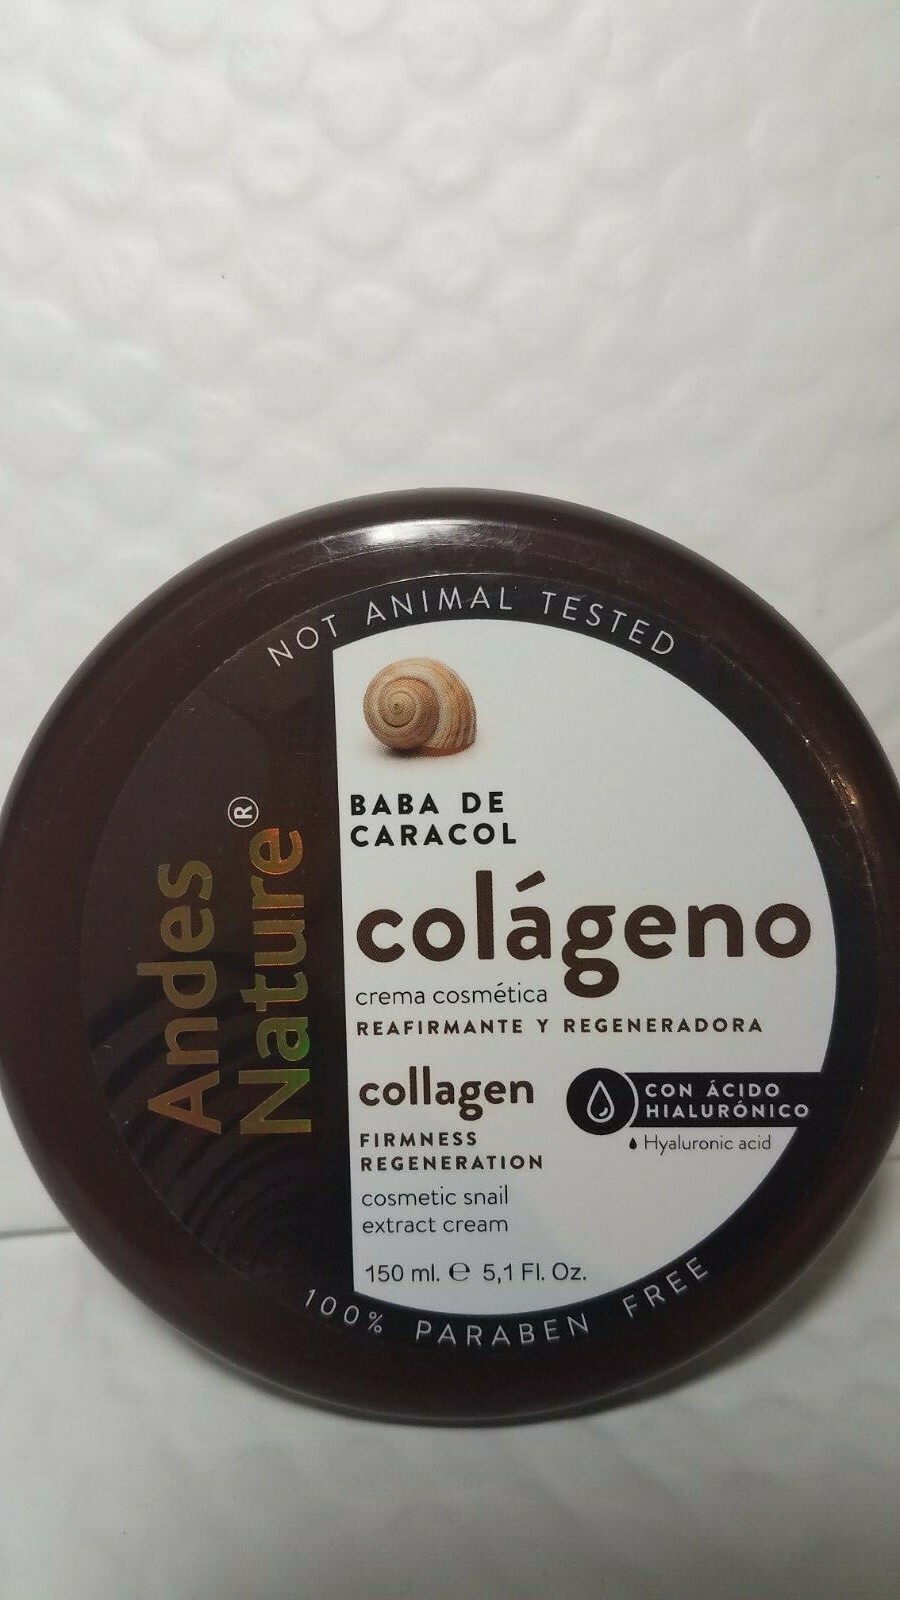 NOT ANIMAL TESTED
Andes
Nature®
BABA DE
CARACOL
colágeno
crema cosmética
REAFIRMANTE Y REGENERADORA
collagen
FIRMNESS
REGENERATION
cosmetic snail
extract cream
CON ÁCIDO
HIALURÓNICO
Hyaluronic acid
150 ml. ℮ 5,1 Fl. Oz.
100% PARABEN FREE